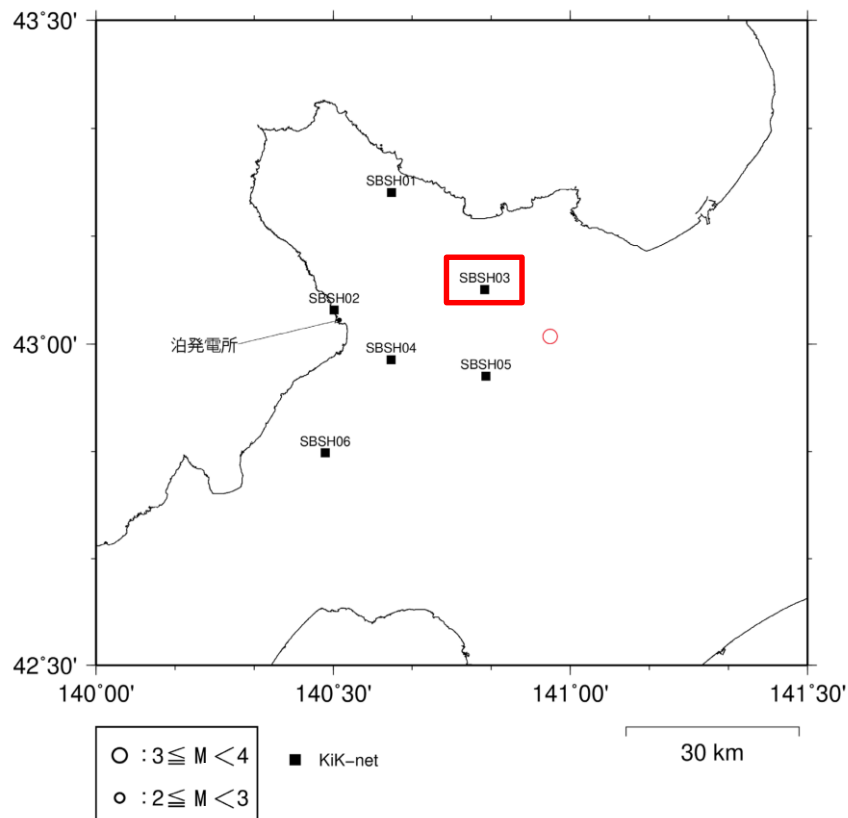 43°30'
SBSH01
SBSH03
SBSH02
43°00'
泊発電所
SBSH04
SBSH05
SBSH06
42°30'
140°00'
140°30'
141°00'
141°30'
○ : 3≦ M <4
■ KiK-net
30 km
○ : 2≦ M <3